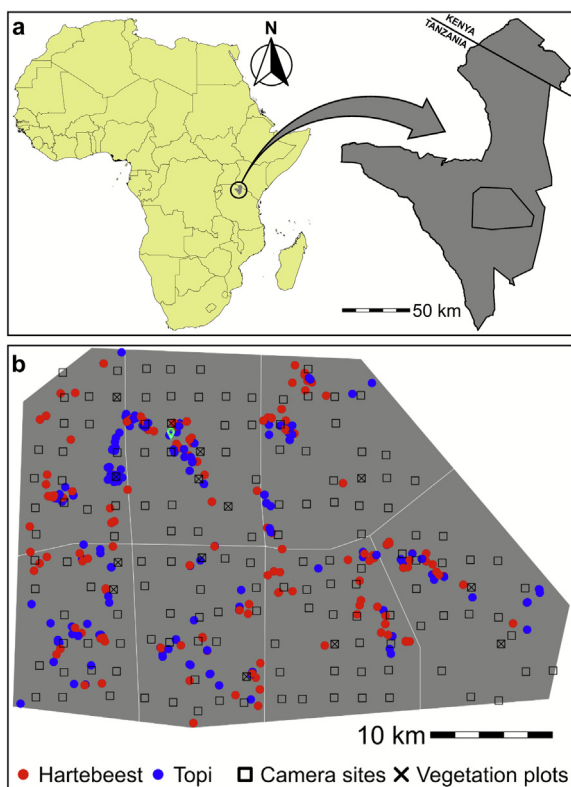 a
N
KENYA
TANZANIA
50 km
b
10 km
Hartebeest Topi Camera sites Vegetation plots